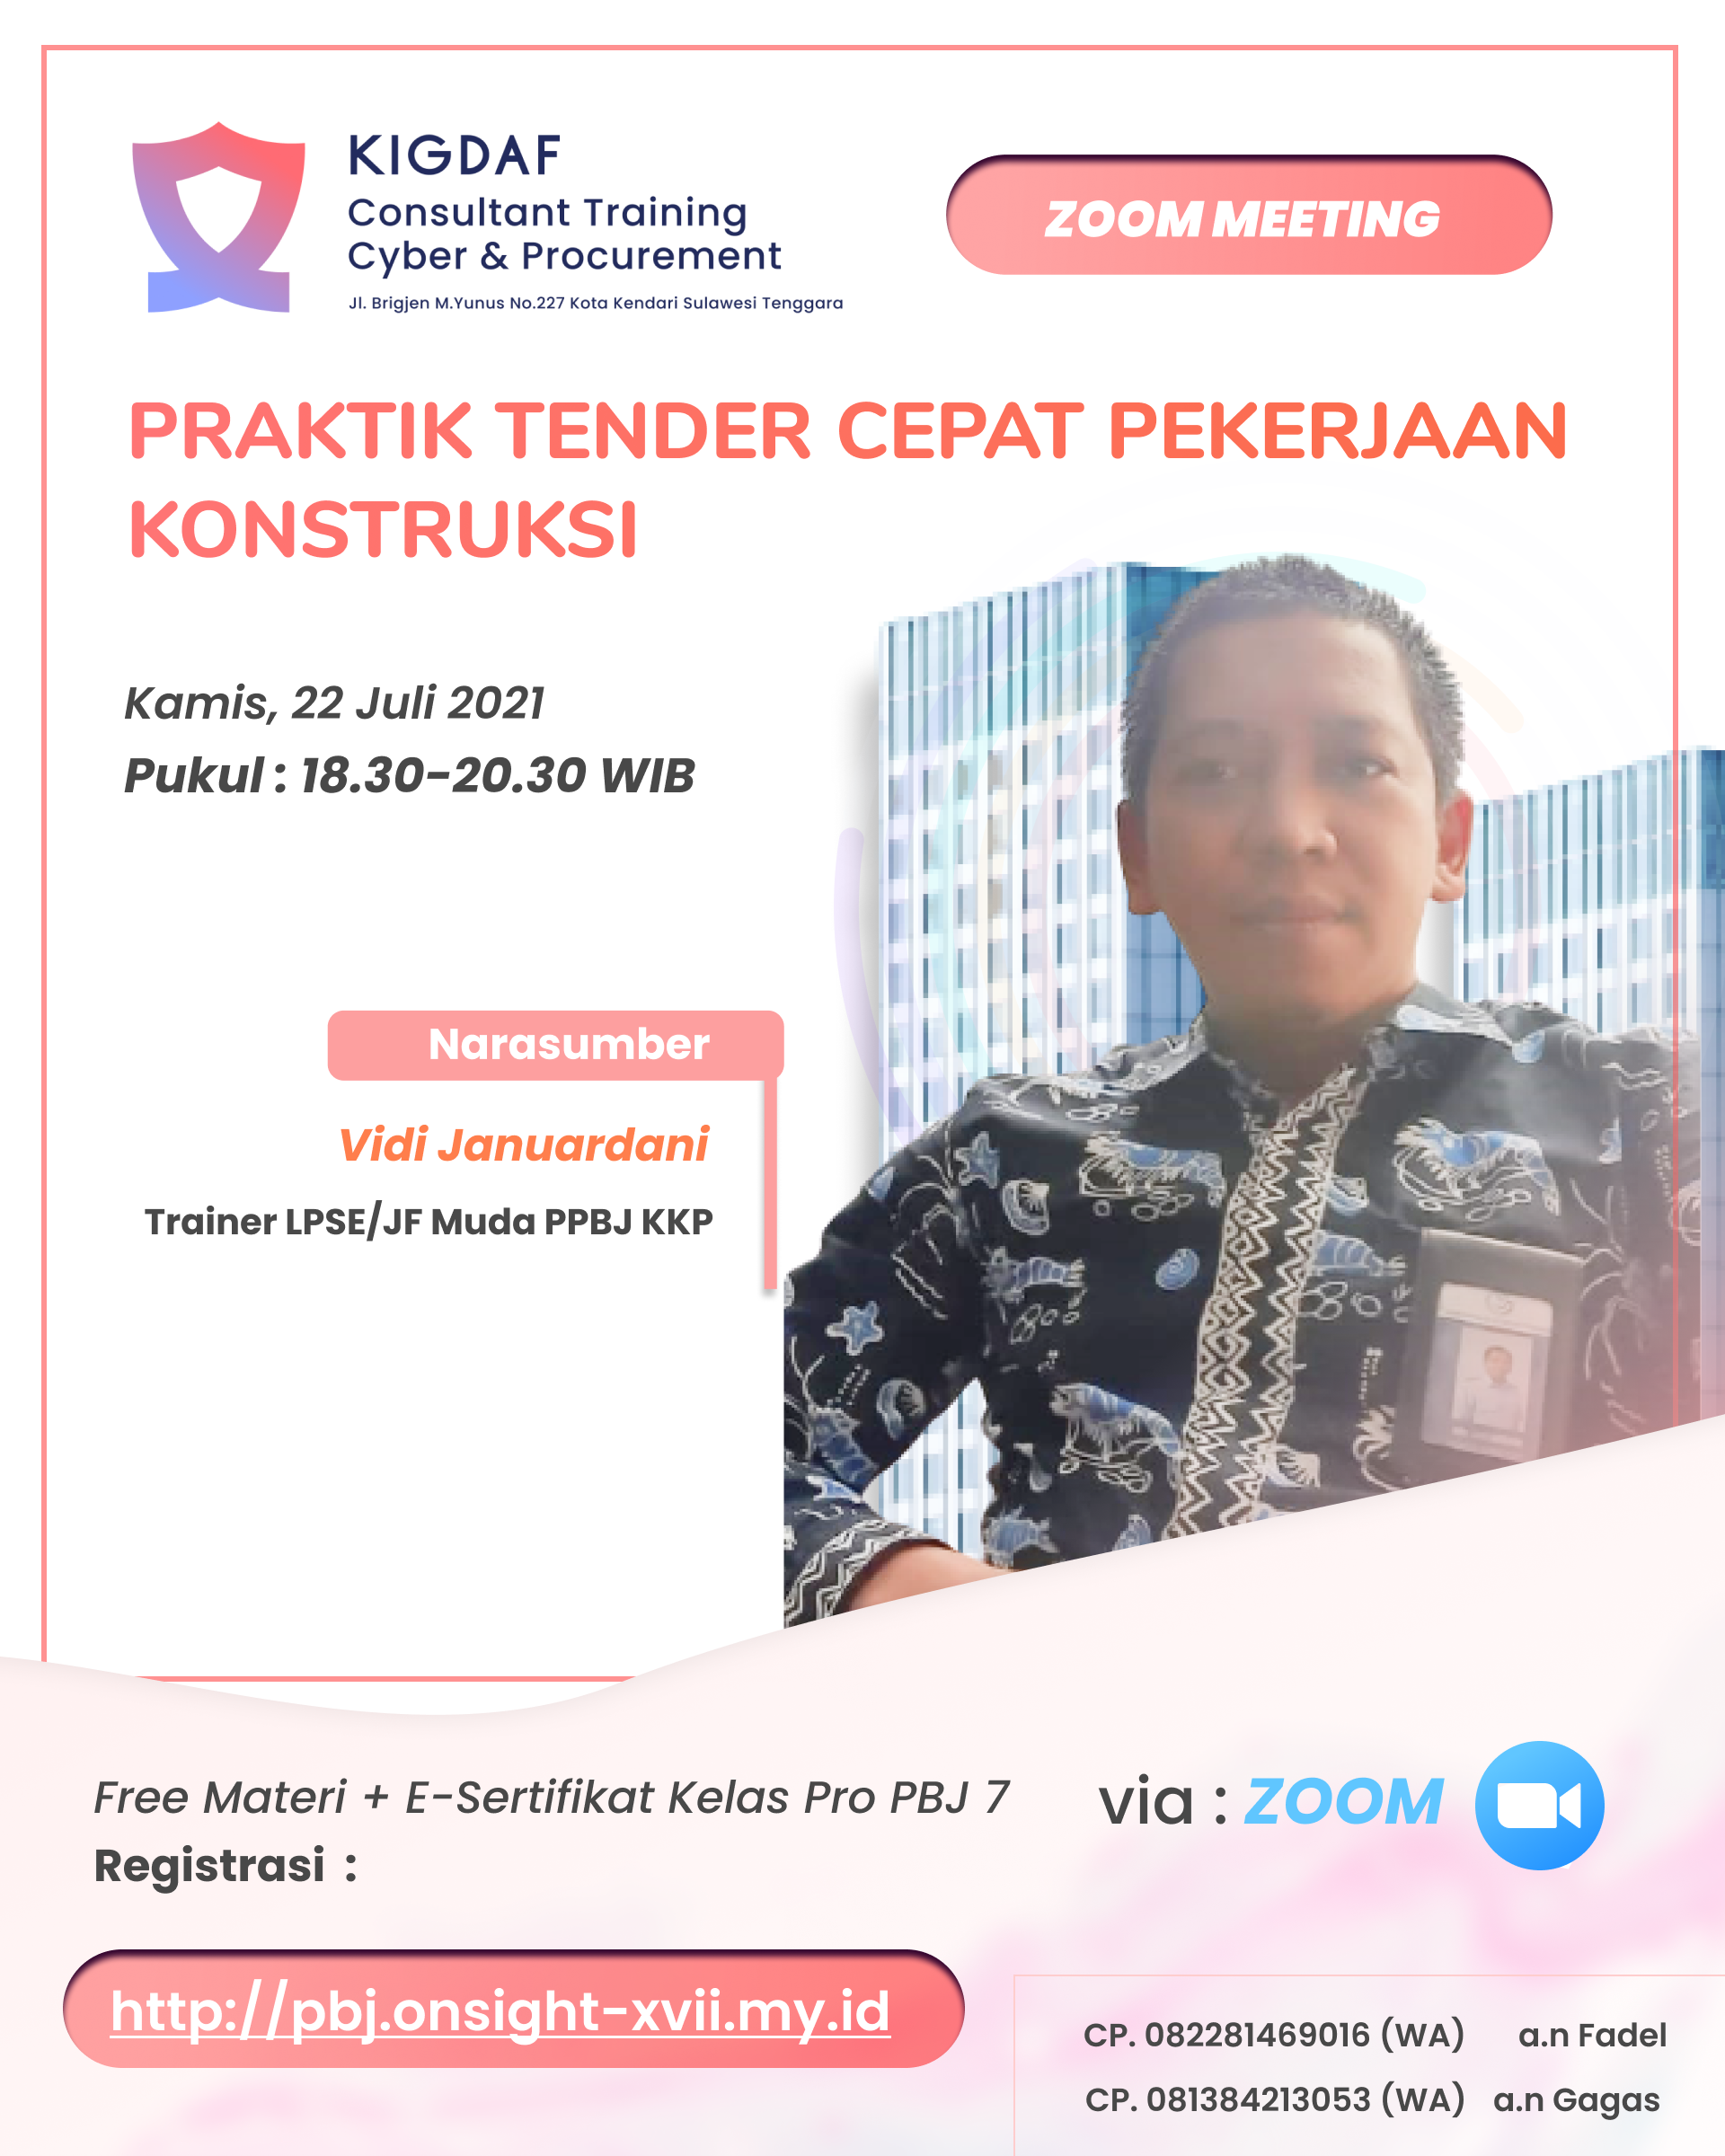 KIGDAF
Consultant Training
Cyber & Procurement
Jl. Brigjen M.Yunus No.227 Kota Kendari Sulawesi Tenggara
ZOOM MEETING
PRAKTIK TENDER CEPAT PEKERJAAN
KONSTRUKSI
Kamis, 22 Juli 2021
Pukul : 18.30-20.30 WIB
Narasumber
Vidi Januardani
Trainer LPSE/JF Muda PPBJ KKP
Free Materi + E-Sertifikat Kelas Pro PBJ 7
Registrasi :
via : ZOOM
http://pbj.onsight-xvii.my.id
CP. 082281469016 (WA) a.n Fadel
CP. 081384213053 (WA) a.n Gagas